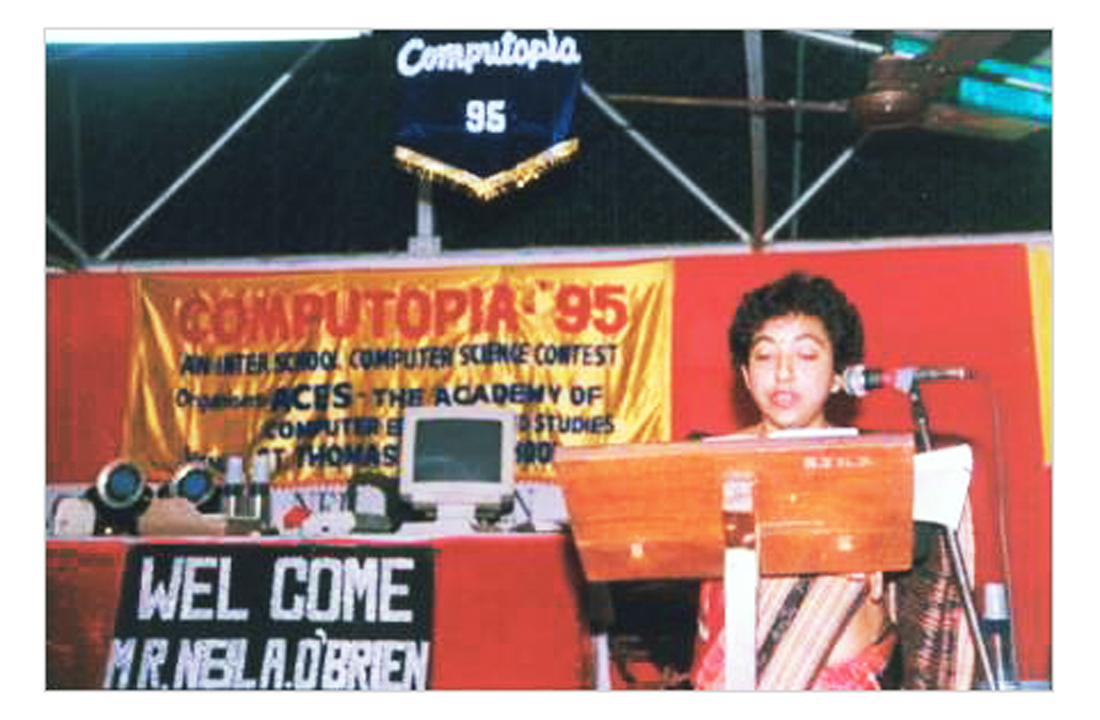 Computopia
95
COMPUTOPIA-'95
AN INTER SCHOOL COMPUTER SCIENCE CONTEST
ACES - THE ACADEMY OF
COMPUTER STUDIES
THOMAS
WEL COME
MR. NEIL A. O'BRIEN